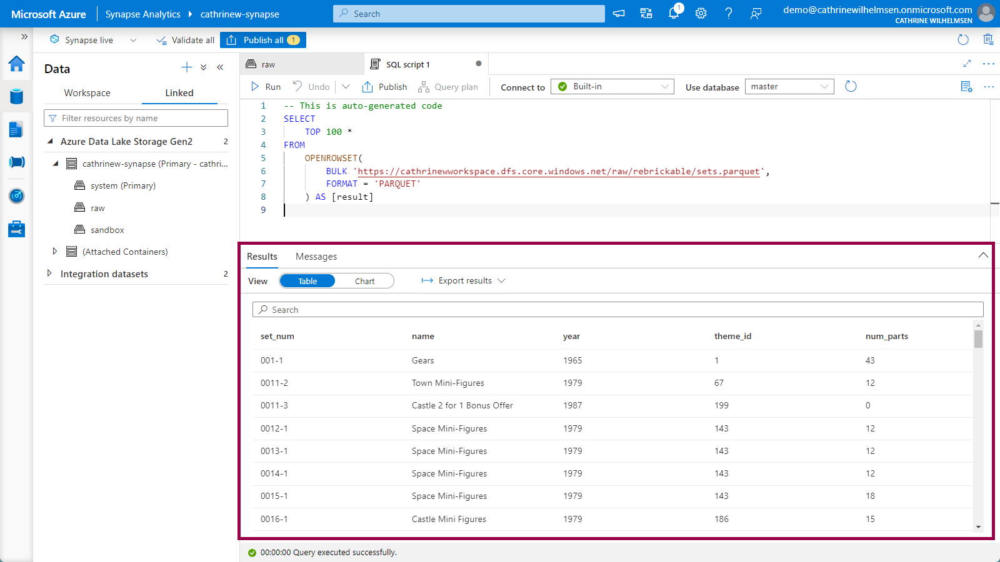 Microsoft Azure
Synapse Analytics
cathrinew-synapse
Search
1
demo@cathrinewilhelmsen.onmicrosoft.com
CATHRINE WILHELMSEN
Synapse live
Validate all
Publish all 1
Data
Workspace
Linked
Filter resources by name
Azure Data Lake Storage Gen2 2
cathrinew-synapse (Primary - cathri...
system (Primary)
raw
sandbox
(Attached Containers)
Integration datasets 2
raw
SQL script 1
Run
Undo
Publish
Query plan
Connect to
Built-in
Use database
master
1 -- This is auto-generated code
2 SELECT
3 TOP 100 *
4 FROM
5 OPENROWSET(
6 BULK 'https://cathrinewworkspace.dfs.core.windows.net/raw/rebrickable/sets.parquet',
7 FORMAT = 'PARQUET'
8 ) AS [result]
9
Results
Messages
View
Table
Chart
Export results
Search
set_num name year theme_id num_parts
001-1 Gears 1965 1 43
0011-2 Town Mini-Figures 1979 67 12
0011-3 Castle 2 for 1 Bonus Offer 1987 199 0
0012-1 Space Mini-Figures 1979 143 12
0013-1 Space Mini-Figures 1979 143 12
0014-1 Space Mini-Figures 1979 143 12
0015-1 Space Mini-Figures 1979 143 18
0016-1 Castle Mini Figures 1979 186 15
00:00:00 Query executed successfully.